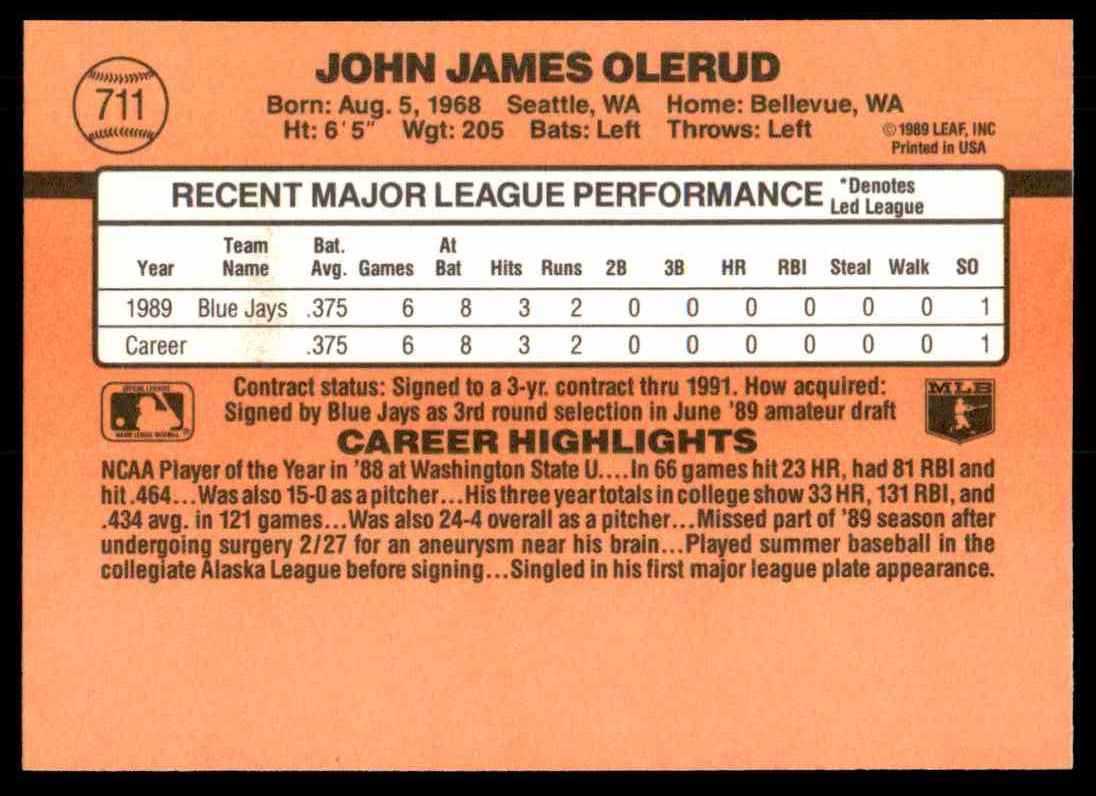 711
JOHN JAMES OLERUD
Born: Aug. 5, 1968 Seattle, WA Home: Bellevue, WA
Ht: 6'5" Wgt: 205 Bats: Left Throws: Left
© 1989 LEAF, INC
Printed in USA
RECENT MAJOR LEAGUE PERFORMANCE *Denotes Led League
Year Team Name Bat. Avg. Games At Bat Hits Runs 2B 3B HR RBI Steal Walk SO
1989 Blue Jays .375 6 8 3 2 0 0 0 0 0 0 1
Career .375 6 8 3 2 0 0 0 0 0 0 1
Contract status: Signed to a 3-yr. contract thru 1991. How acquired:
Signed by Blue Jays as 3rd round selection in June '89 amateur draft
MLB
CAREER HIGHLIGHTS
NCAA Player of the Year in '88 at Washington State U....In 66 games hit 23 HR, had 81 RBI and
hit .464...Was also 15-0 as a pitcher...His three year totals in college show 33 HR, 131 RBI, and
.434 avg. in 121 games...Was also 24-4 overall as a pitcher...Missed part of '89 season after
undergoing surgery 2/27 for an aneurysm near his brain...Played summer baseball in the
collegiate Alaska League before signing...Singled in his first major league plate appearance.